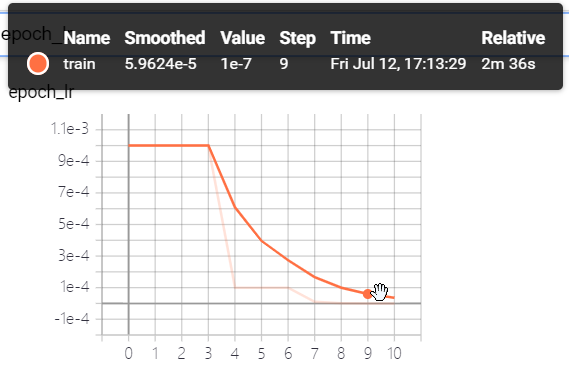 epoch_l
Name Smoothed Value Step Time Relative
train 5.9624e-5 1e-7 9 Fri Jul 12, 17:13:29 2m 36s
epoch_lr
1.1e-3
9e-4
7e-4
5e-4
3e-4
1e-4
-1e-4
0 1 2 3 4 5 6 7 8 9 10